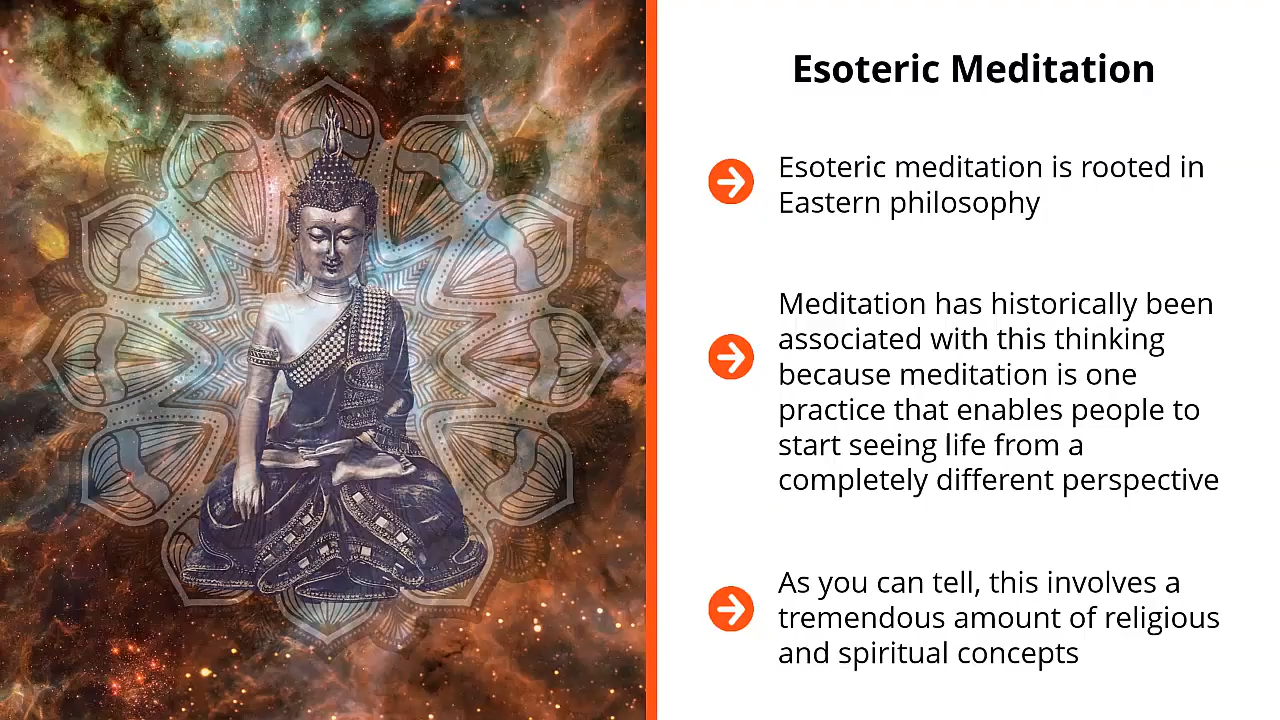 Esoteric Meditation
Esoteric meditation is rooted in
Eastern philosophy
Meditation has historically been
associated with this thinking
because meditation is one
practice that enables people to
start seeing life from a
completely different perspective
As you can tell, this involves a
tremendous amount of religious
and spiritual concepts